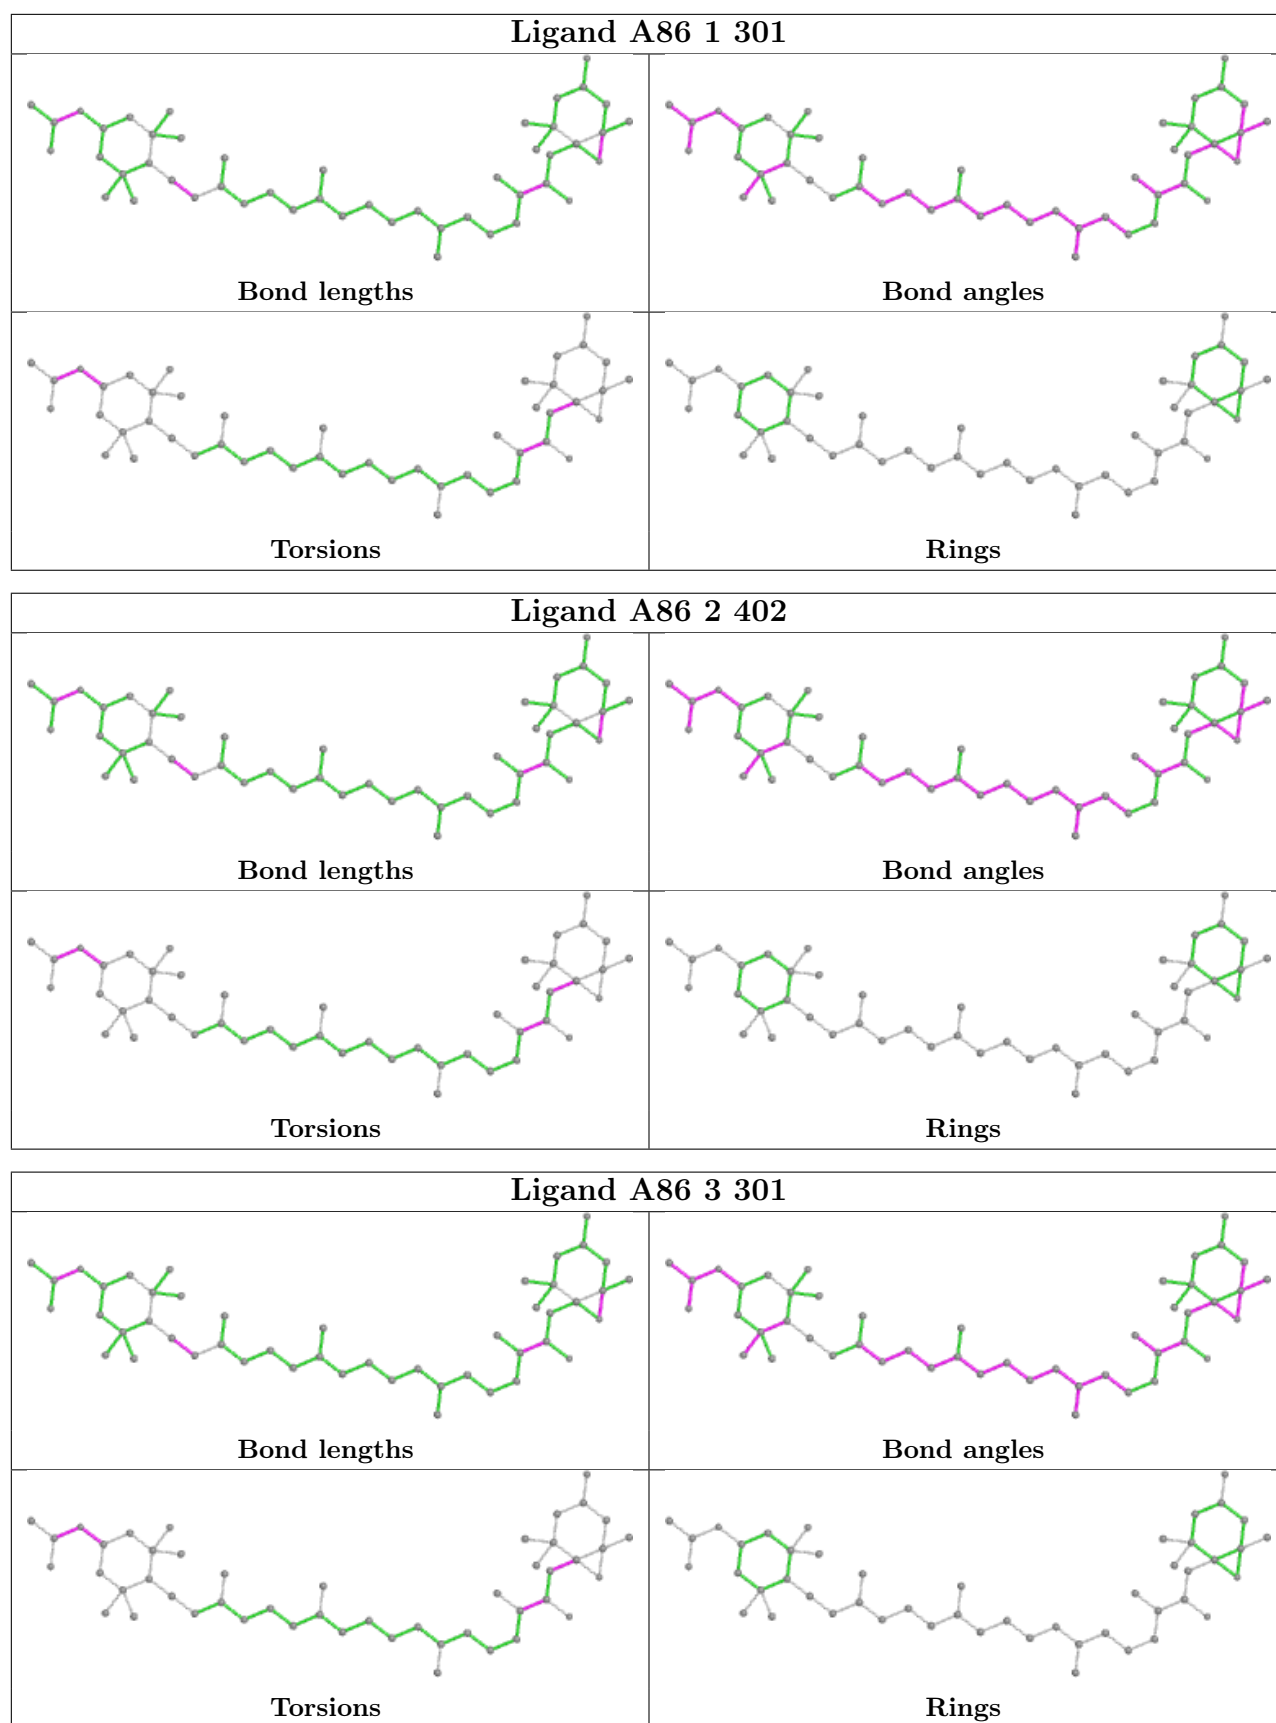 Ligand A86 1 301
Bond lengths
Bond angles
Torsions
Rings
Ligand A86 2 402
Bond lengths
Bond angles
Torsions
Rings
Ligand A86 3 301
Bond lengths
Bond angles
Torsions
Rings